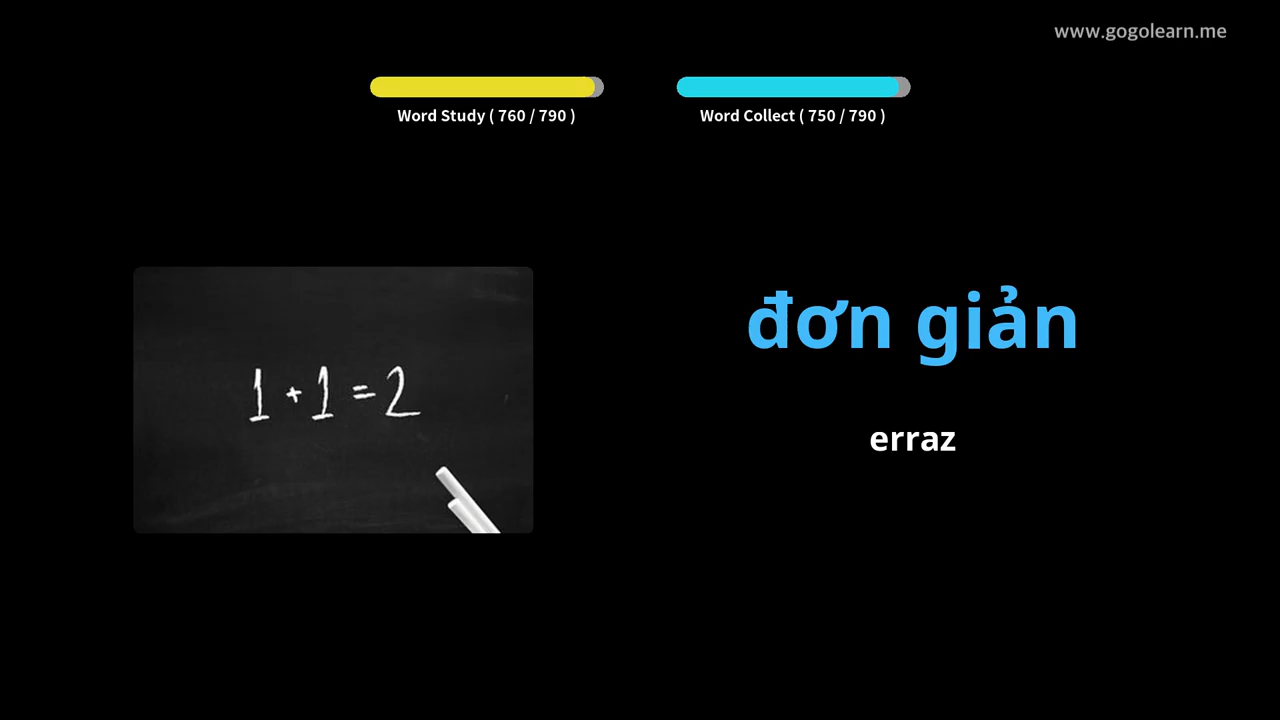 www.gogolearn.me
Word Study ( 760 / 790 )
Word Collect ( 750 / 790 )
1 + 1 = 2
đơn giản
erraz